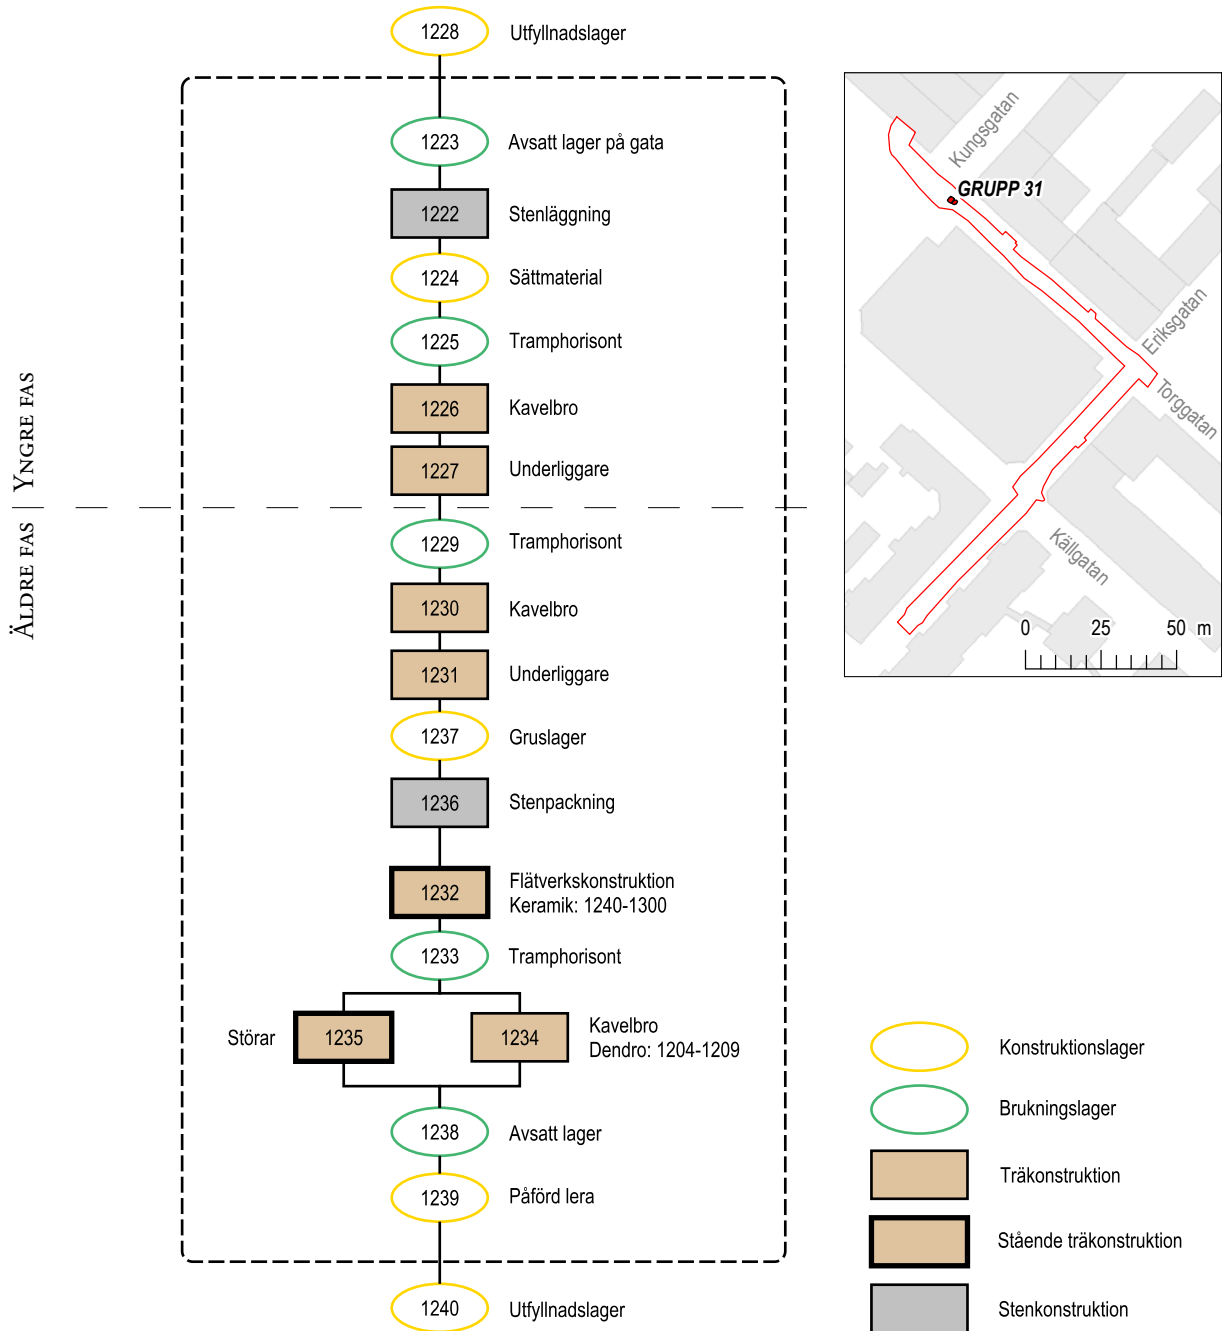 1228
Utfyllnadslager
1223
Avsatt lager på gata
1222
Stenläggning
1224
Sättmaterial
1225
Tramphorisont
1226
Kavelbro
1227
Underliggare
YNGRE FAS
ÄLDRE FAS
1229
Tramphorisont
1230
Kavelbro
1231
Underliggare
1237
Gruslager
1236
Stenpackning
1232
Flätverkskonstruktion
Keramik: 1240-1300
1233
Tramphorisont
Störar
1235
1234
Kavelbro
Dendro: 1204-1209
1238
Avsatt lager
1239
Påförd lera
1240
Utfyllnadslager
Kungsgatan
GRUPP 31
Eriksgatan
Torggatan
Källgatan
0 25 50 m
Konstruktionslager
Brukningslager
Träkonstruktion
Stående träkonstruktion
Stenkonstruktion